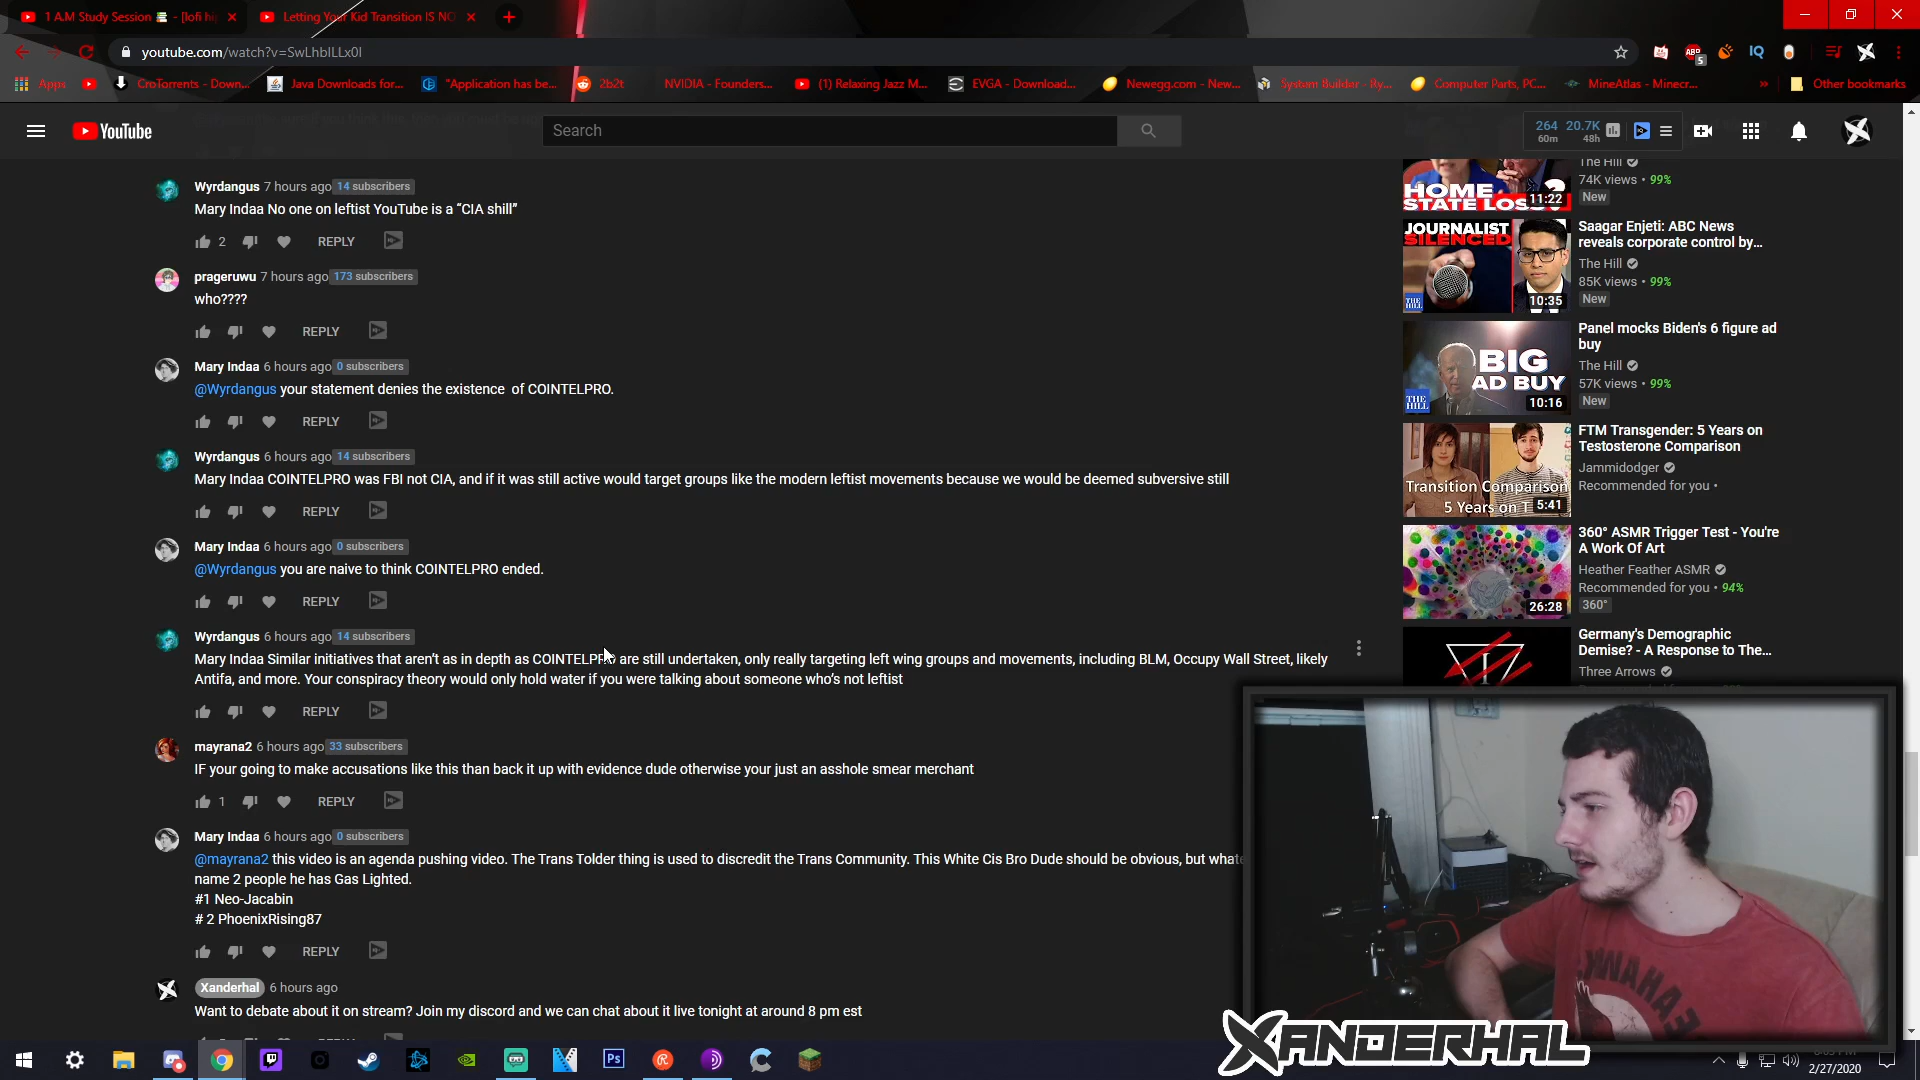 1 A.M Study Session - [lofi hi
Letting Your Kid Transition IS NO
youtube.com/watch?v=SwLhbILLx0I
ABP
5
IQ
Apps
CroTorrents - Down...
Java Downloads for...
"Application has be...
2b2t
NVIDIA - Founders...
(1) Relaxing Jazz M...
EVGA - Download...
Newegg.com - New...
System Builder - Ry...
Computer Parts, PC...
MineAtlas - Minecr...
Other bookmarks
YouTube
Search
264 20.7K
60m 48h
Wyrdangus 7 hours ago 14 subscribers
Mary Indaa No one on leftist YouTube is a “CIA shill”
2 REPLY
prageruwu 7 hours ago 173 subscribers
who????
REPLY
Mary Indaa 6 hours ago 0 subscribers
@Wyrdangus your statement denies the existence of COINTELPRO.
REPLY
Wyrdangus 6 hours ago 14 subscribers
Mary Indaa COINTELPRO was FBI not CIA, and if it was still active would target groups like the modern leftist movements because we would be deemed subversive still
REPLY
Mary Indaa 6 hours ago 0 subscribers
@Wyrdangus you are naive to think COINTELPRO ended.
REPLY
Wyrdangus 6 hours ago 14 subscribers
Mary Indaa Similar initiatives that aren’t as in depth as COINTELPRO are still undertaken, only really targeting left wing groups and movements, including BLM, Occupy Wall Street, likely
Antifa, and more. Your conspiracy theory would only hold water if you were talking about someone who’s not leftist
REPLY
mayrana2 6 hours ago 33 subscribers
IF your going to make accusations like this than back it up with evidence dude otherwise your just an asshole smear merchant
1 REPLY
Mary Indaa 6 hours ago 0 subscribers
@mayrana2 this video is an agenda pushing video. The Trans Tolder thing is used to discredit the Trans Community. This White Cis Bro Dude should be obvious, but whate
name 2 people he has Gas Lighted.
#1 Neo-Jacabin
# 2 PhoenixRising87
REPLY
Xanderhal 6 hours ago
Want to debate about it on stream? Join my discord and we can chat about it live tonight at around 8 pm est
HOME
STATE LOSS?
11:22
The Hill
74K views • 99%
New
JOURNALIST
SILENCED
THE HILL
10:35
Saagar Enjeti: ABC News
reveals corporate control by...
The Hill
85K views • 99%
New
BIG
AD BUY
THE HILL
10:16
Panel mocks Biden's 6 figure ad
buy
The Hill
57K views • 99%
New
Transition Comparison
5 Years on T
5:41
FTM Transgender: 5 Years on
Testosterone Comparison
Jammidodger
Recommended for you •
26:28
360° ASMR Trigger Test - You're
A Work Of Art
Heather Feather ASMR
Recommended for you • 94%
360°
Germany's Demographic
Demise? - A Response to The...
Three Arrows
XANDERHAL
Ps
2/27/2020